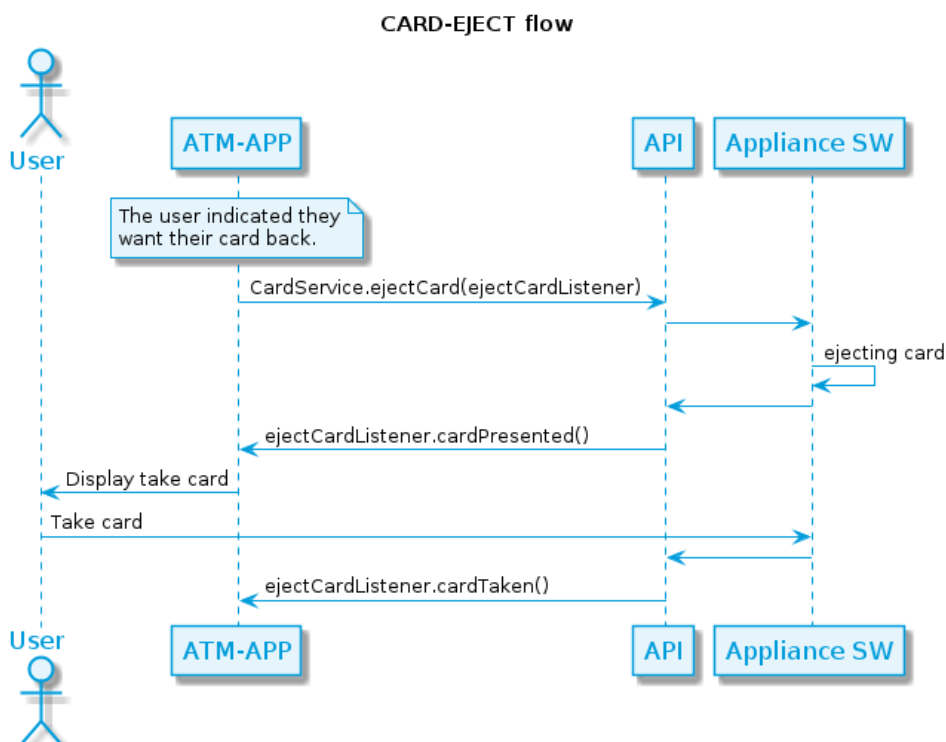 CARD-EJECT flow
User
ATM-APP
API
Appliance SW
The user indicated they
want their card back.
CardService.ejectCard(ejectCardListener)
ejecting card
ejectCardListener.cardPresented()
Display take card
Take card
ejectCardListener.cardTaken()
User
ATM-APP
API
Appliance SW